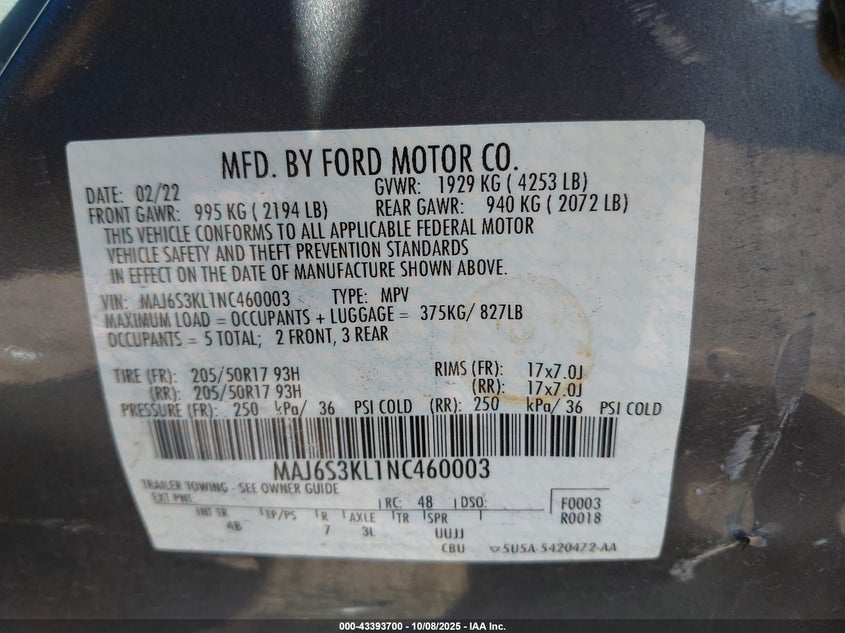 MFD. BY FORD MOTOR CO.
DATE: 02/22 GVWR: 1929 KG ( 4253 LB)
FRONT GAWR: 995 KG ( 2194 LB) REAR GAWR: 940 KG ( 2072 LB)
THIS VEHICLE CONFORMS TO ALL APPLICABLE FEDERAL MOTOR
VEHICLE SAFETY AND THEFT PREVENTION STANDARDS
IN EFFECT ON THE DATE OF MANUFACTURE SHOWN ABOVE.
VIN: MAJ6S3KL1NC460003 TYPE: MPV
MAXIMUM LOAD = OCCUPANTS + LUGGAGE = 375KG/ 827LB
OCCUPANTS = 5 TOTAL; 2 FRONT, 3 REAR
TIRE (FR): 205/50R17 93H RIMS (FR): 17x7.0J
(RR): 205/50R17 93H (RR): 17x7.0J
PRESSURE (FR): 250 kPa/ 36 PSI COLD (RR): 250 kPa/ 36 PSI COLD
MAJ6S3KL1NC460003
TRAILER TOWING - SEE OWNER GUIDE
EXT PNT: RC: 48 DSO: F0003
R0018
INT TR TP/PS R AXLE TR SPR
4B 7 3L UUJJ
CBU SU5A-5420472-AA
000-43393700 - 10/08/2025 - IAA Inc.